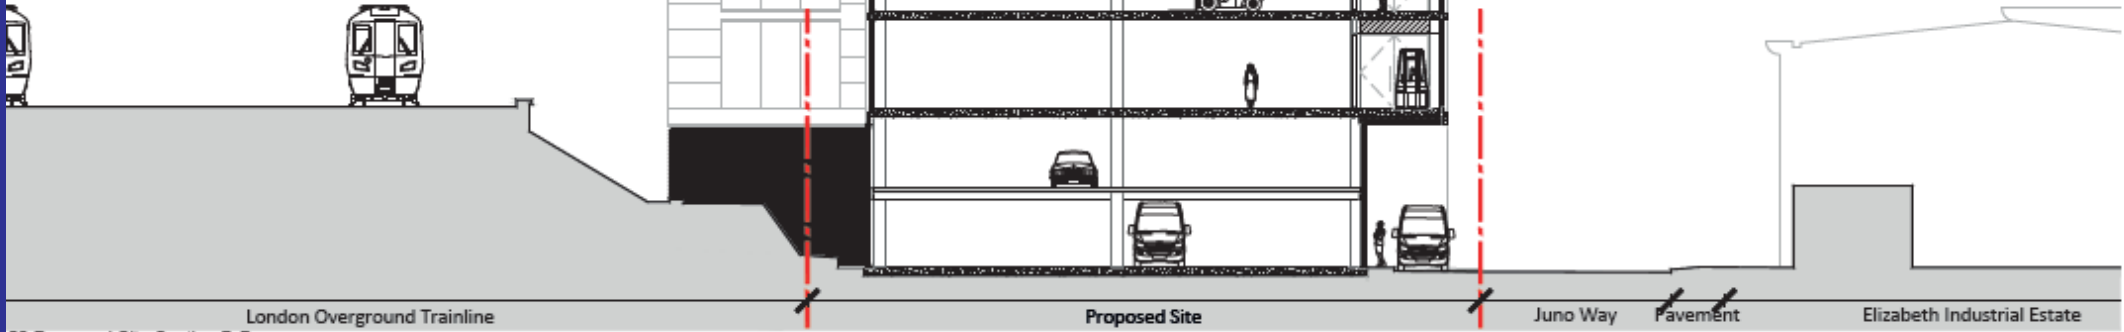 London Overground Trainline
Proposed Site
Juno Way
Pavement
Elizabeth Industrial Estate